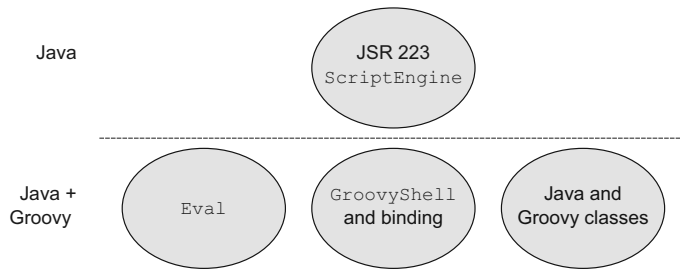 Java
JSR 223
ScriptEngine
Java +
Groovy
Eval
GroovyShell
and binding
Java and
Groovy classes